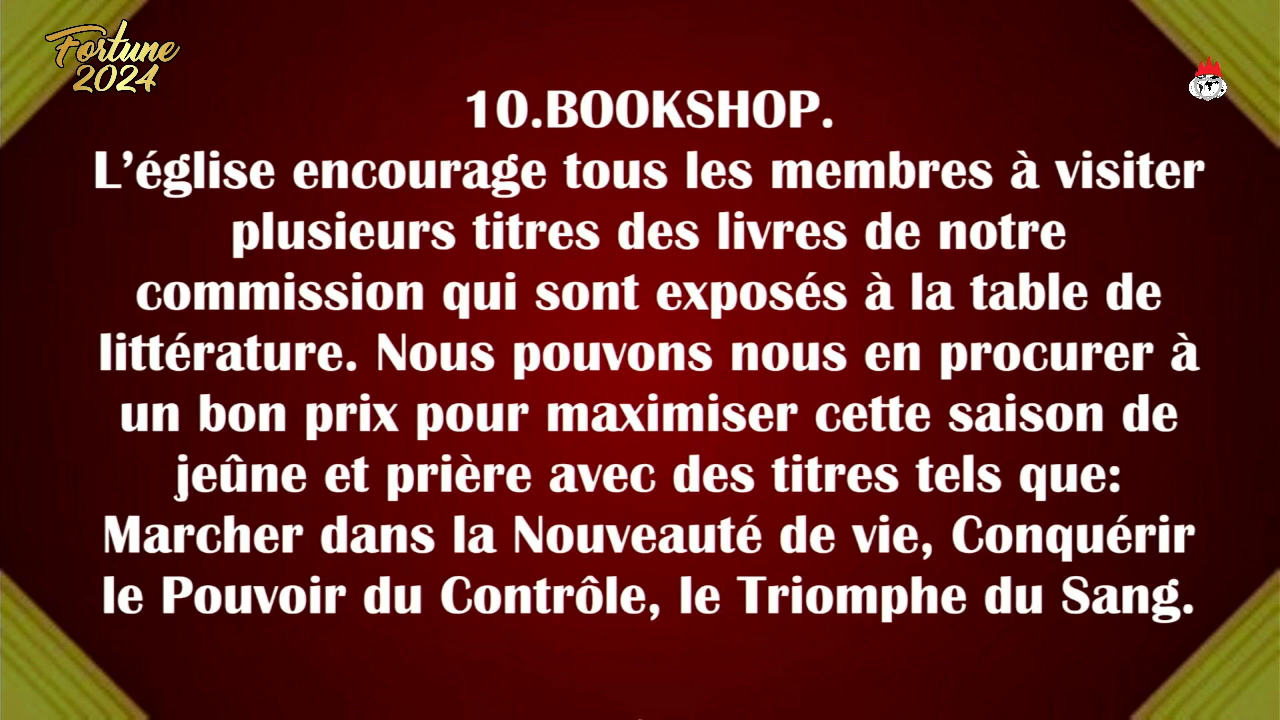 Fortune
2024
10.BOOKSHOP.
L’église encourage tous les membres à visiter
plusieurs titres des livres de notre
commission qui sont exposés à la table de
littérature. Nous pouvons nous en procurer à
un bon prix pour maximiser cette saison de
jeûne et prière avec des titres tels que:
Marcher dans la Nouveauté de vie, Conquérir
le Pouvoir du Contrôle, le Triomphe du Sang.